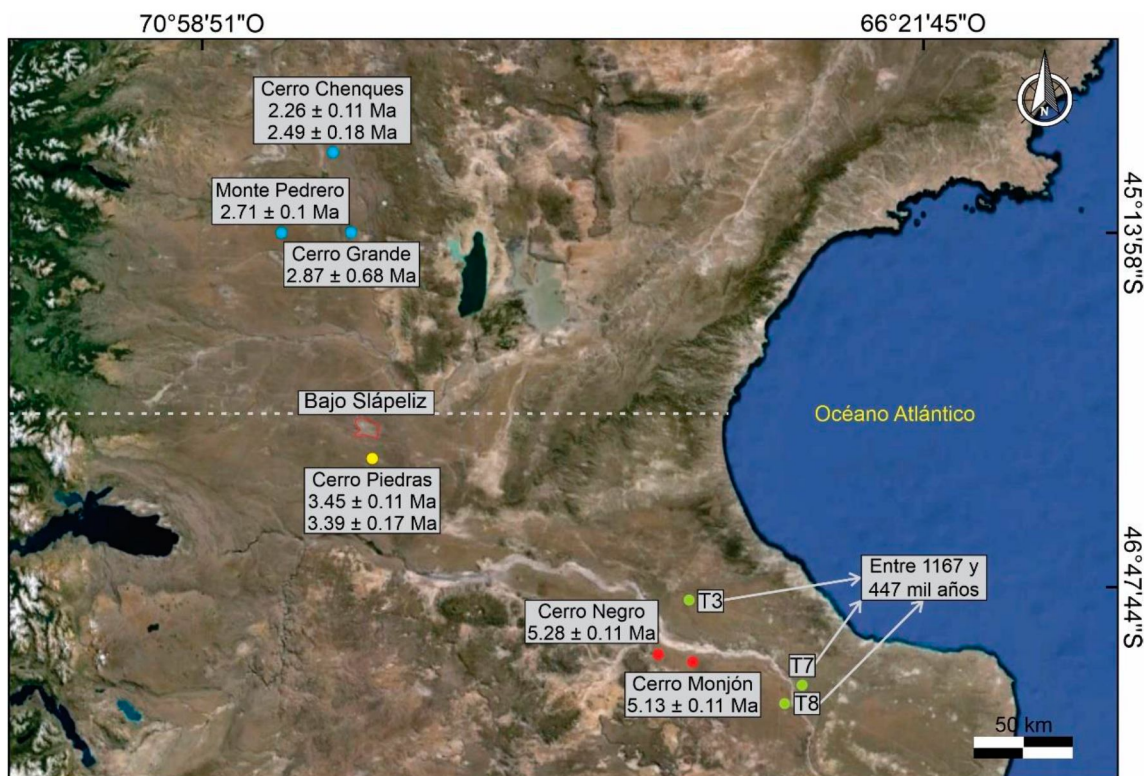 70°58'51"O
66°21'45"O
Cerro Chenques
2.26 ± 0.11 Ma
2.49 ± 0.18 Ma
N
Monte Pedrero
2.71 ± 0.1 Ma
45°13'58"S
Cerro Grande
2.87 ± 0.68 Ma
Bajo Slápeliz
Océano Atlántico
Cerro Piedras
3.45 ± 0.11 Ma
3.39 ± 0.17 Ma
Entre 1167 y
447 mil años
46°47'44"S
T3
Cerro Negro
5.28 ± 0.11 Ma
T7
Cerro Monjón
5.13 ± 0.11 Ma
T8
50 km